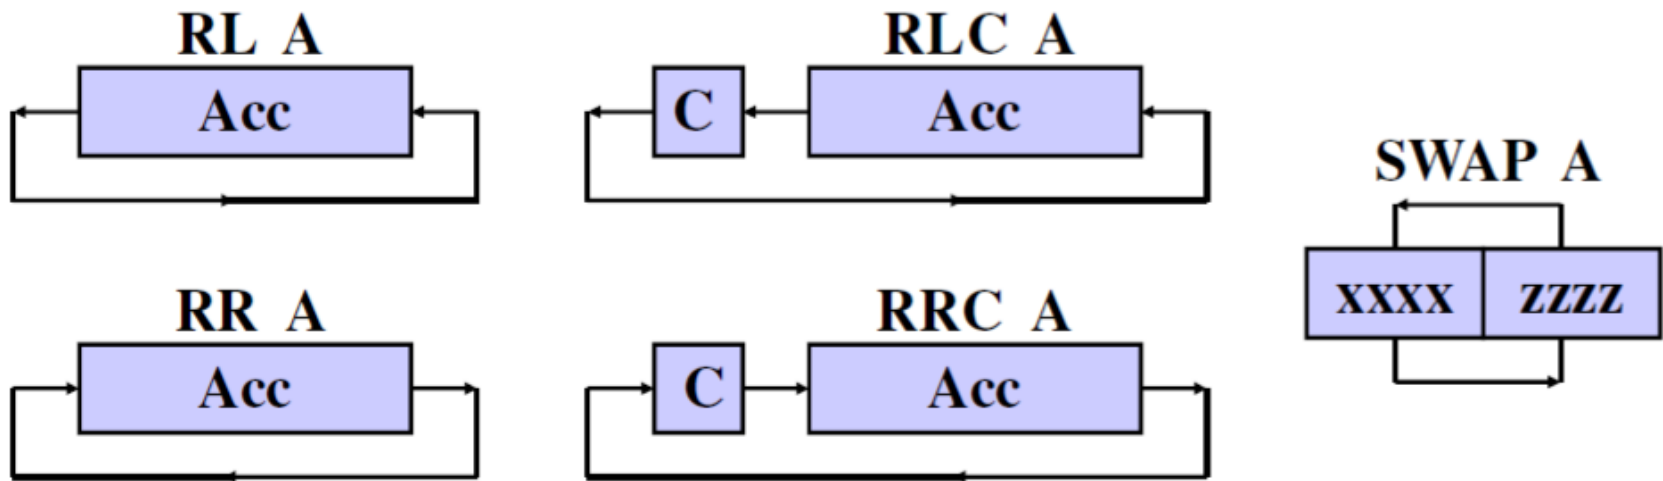 RL A
Acc
RLC A
C
Acc
SWAP A
xxxx zzzz
RR A
Acc
RRC A
C
Acc